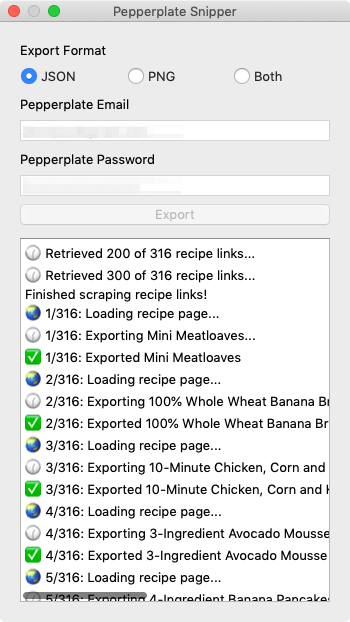 Pepperplate Snipper
Export Format
JSON PNG Both
Pepperplate Email
Pepperplate Password
Export
Retrieved 200 of 316 recipe links...
Retrieved 300 of 316 recipe links...
Finished scraping recipe links!
1/316: Loading recipe page...
1/316: Exporting Mini Meatloaves...
1/316: Exported Mini Meatloaves
2/316: Loading recipe page...
2/316: Exporting 100% Whole Wheat Banana Br
2/316: Exported 100% Whole Wheat Banana Br
3/316: Loading recipe page...
3/316: Exporting 10-Minute Chicken, Corn and
3/316: Exported 10-Minute Chicken, Corn and K
4/316: Loading recipe page...
4/316: Exporting 3-Ingredient Avocado Mousse
4/316: Exported 3-Ingredient Avocado Mousse
5/316: Loading recipe page...
5/316: Exporting 4-Ingredient Banana Pancake